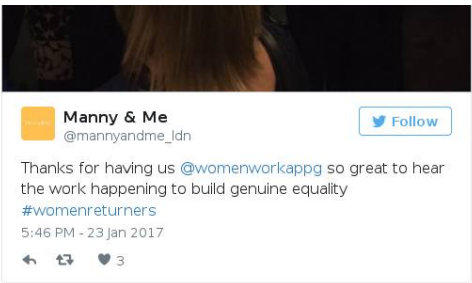 Manny & Me
@mannyandme_ldn
Follow
Thanks for having us @womenworkappg so great to hear
the work happening to build genuine equality
#womenreturners
5:46 PM - 23 Jan 2017
3